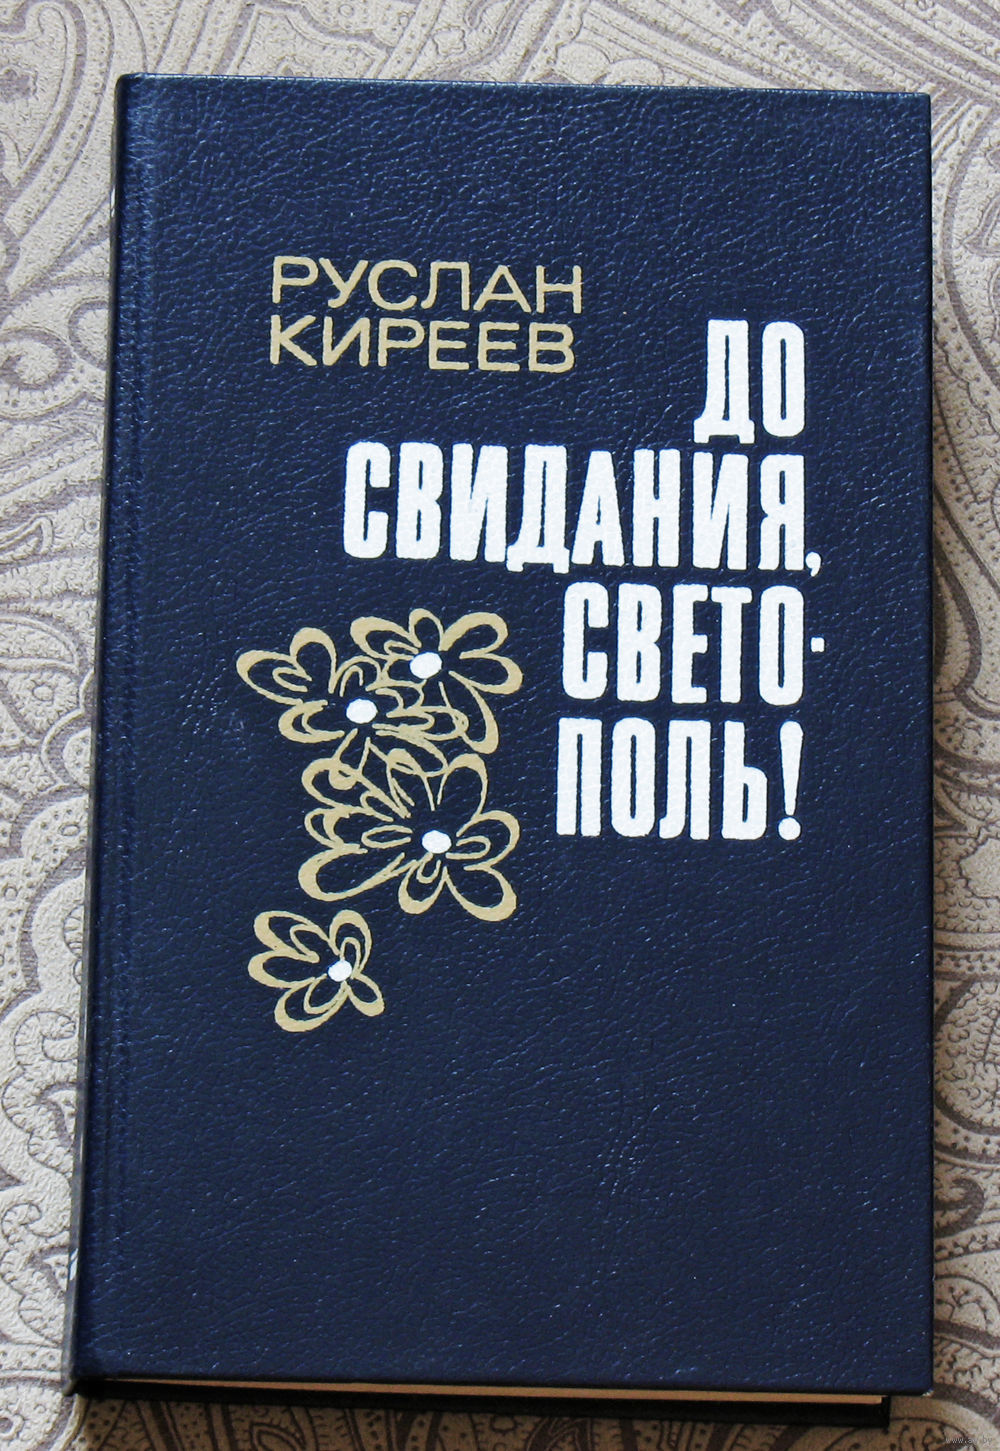 РУСЛАН
КИРЕЕВ
ДО
СВИДАНИЯ,
СВЕТО-
ПОЛЬ!